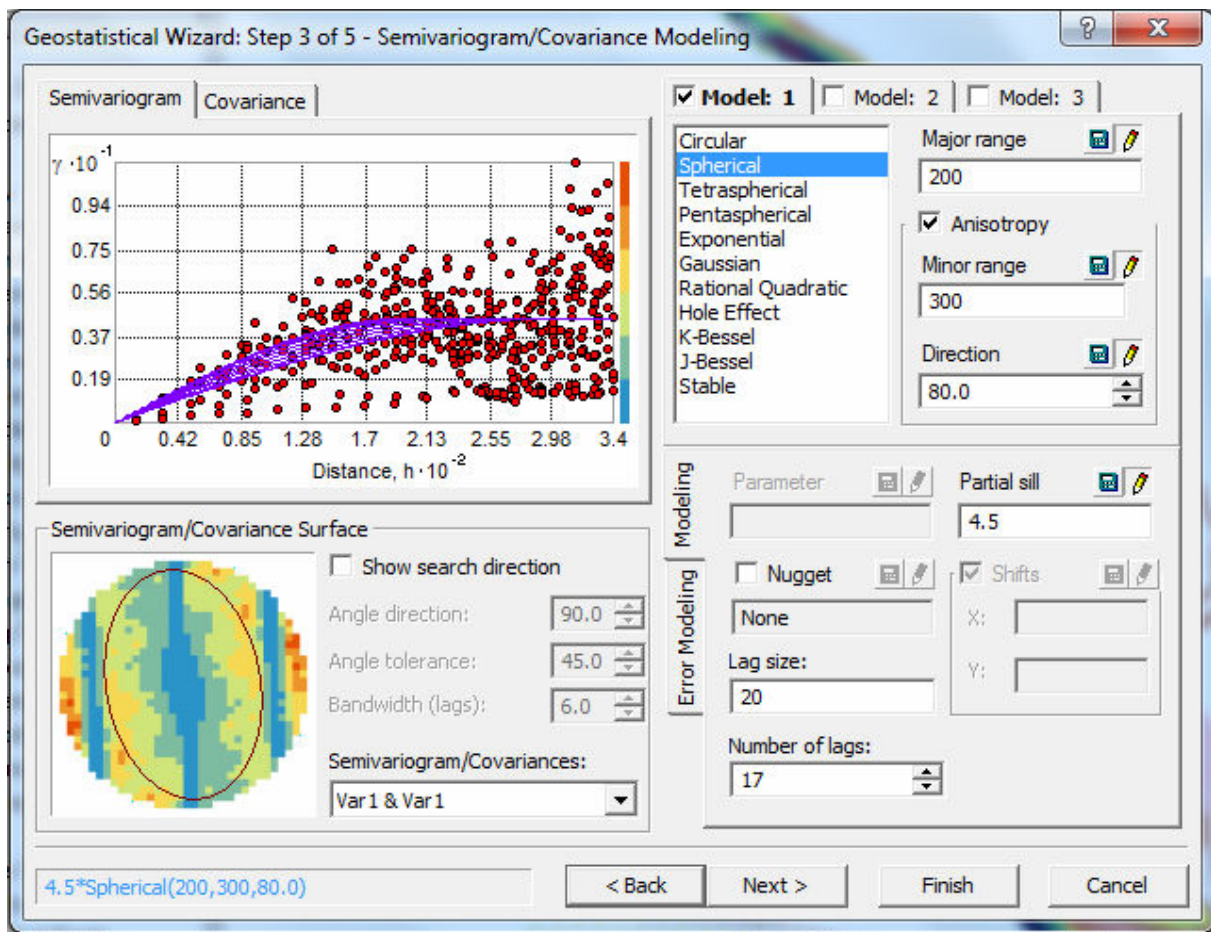 Geostatistical Wizard: Step 3 of 5 - Semivariogram/Covariance Modeling
? X
Semivariogram Covariance
γ · 10 -1
0.94
0.75
0.56
0.37
0.19
0 0.42 0.85 1.28 1.7 2.13 2.55 2.98 3.4
Distance, h · 10 -2
Model: 1 Model: 2 Model: 3
Circular
Spherical
Tetraspherical
Pentaspherical
Exponential
Gaussian
Rational Quadratic
Hole Effect
K-Bessel
J-Bessel
Stable
Major range
200
Anisotropy
Minor range
300
Direction
80.0
Semivariogram/Covariance Surface
Show search direction
Angle direction: 90.0
Angle tolerance: 45.0
Bandwidth (lags): 6.0
Semivariogram/Covariances:
Var1 & Var1
Modeling
Error Modeling
Parameter
Partial sill
4.5
Nugget
None
Shifts
X:
Y:
Lag size:
20
Number of lags:
17
4.5*Spherical(200,300,80.0)
< Back Next > Finish Cancel